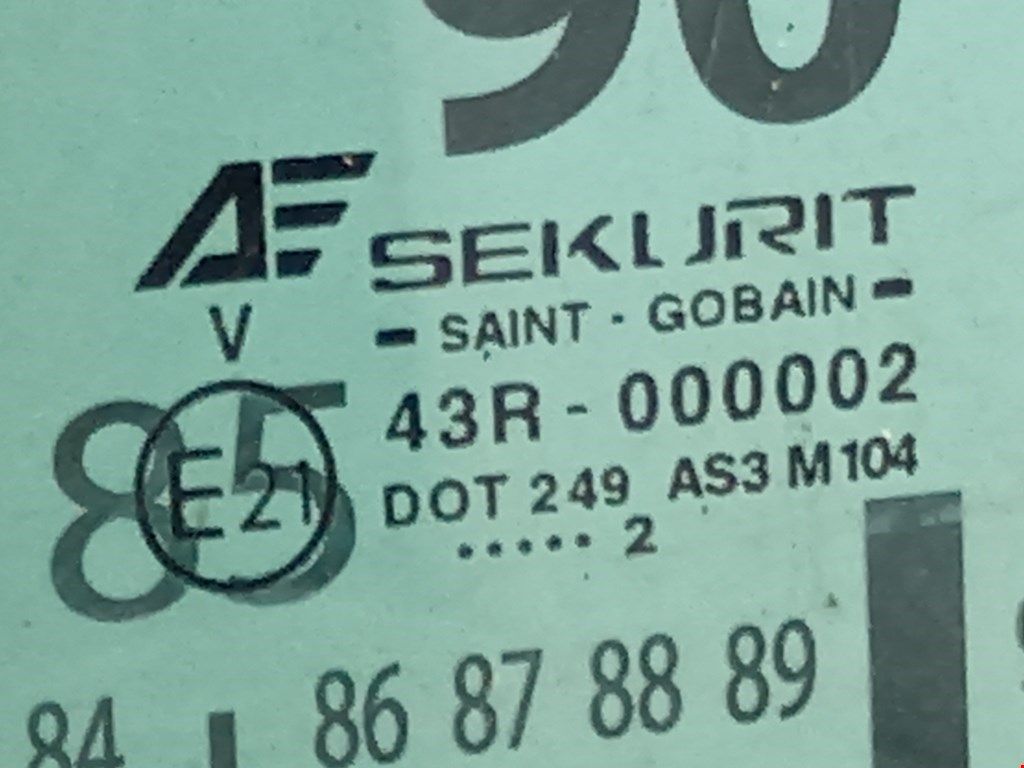 90
AF SEKURIT
V - SAINT - GOBAIN -
85
E21
43R - 000002
DOT 249 AS3 M104
..... 2
84 86 87 88 89